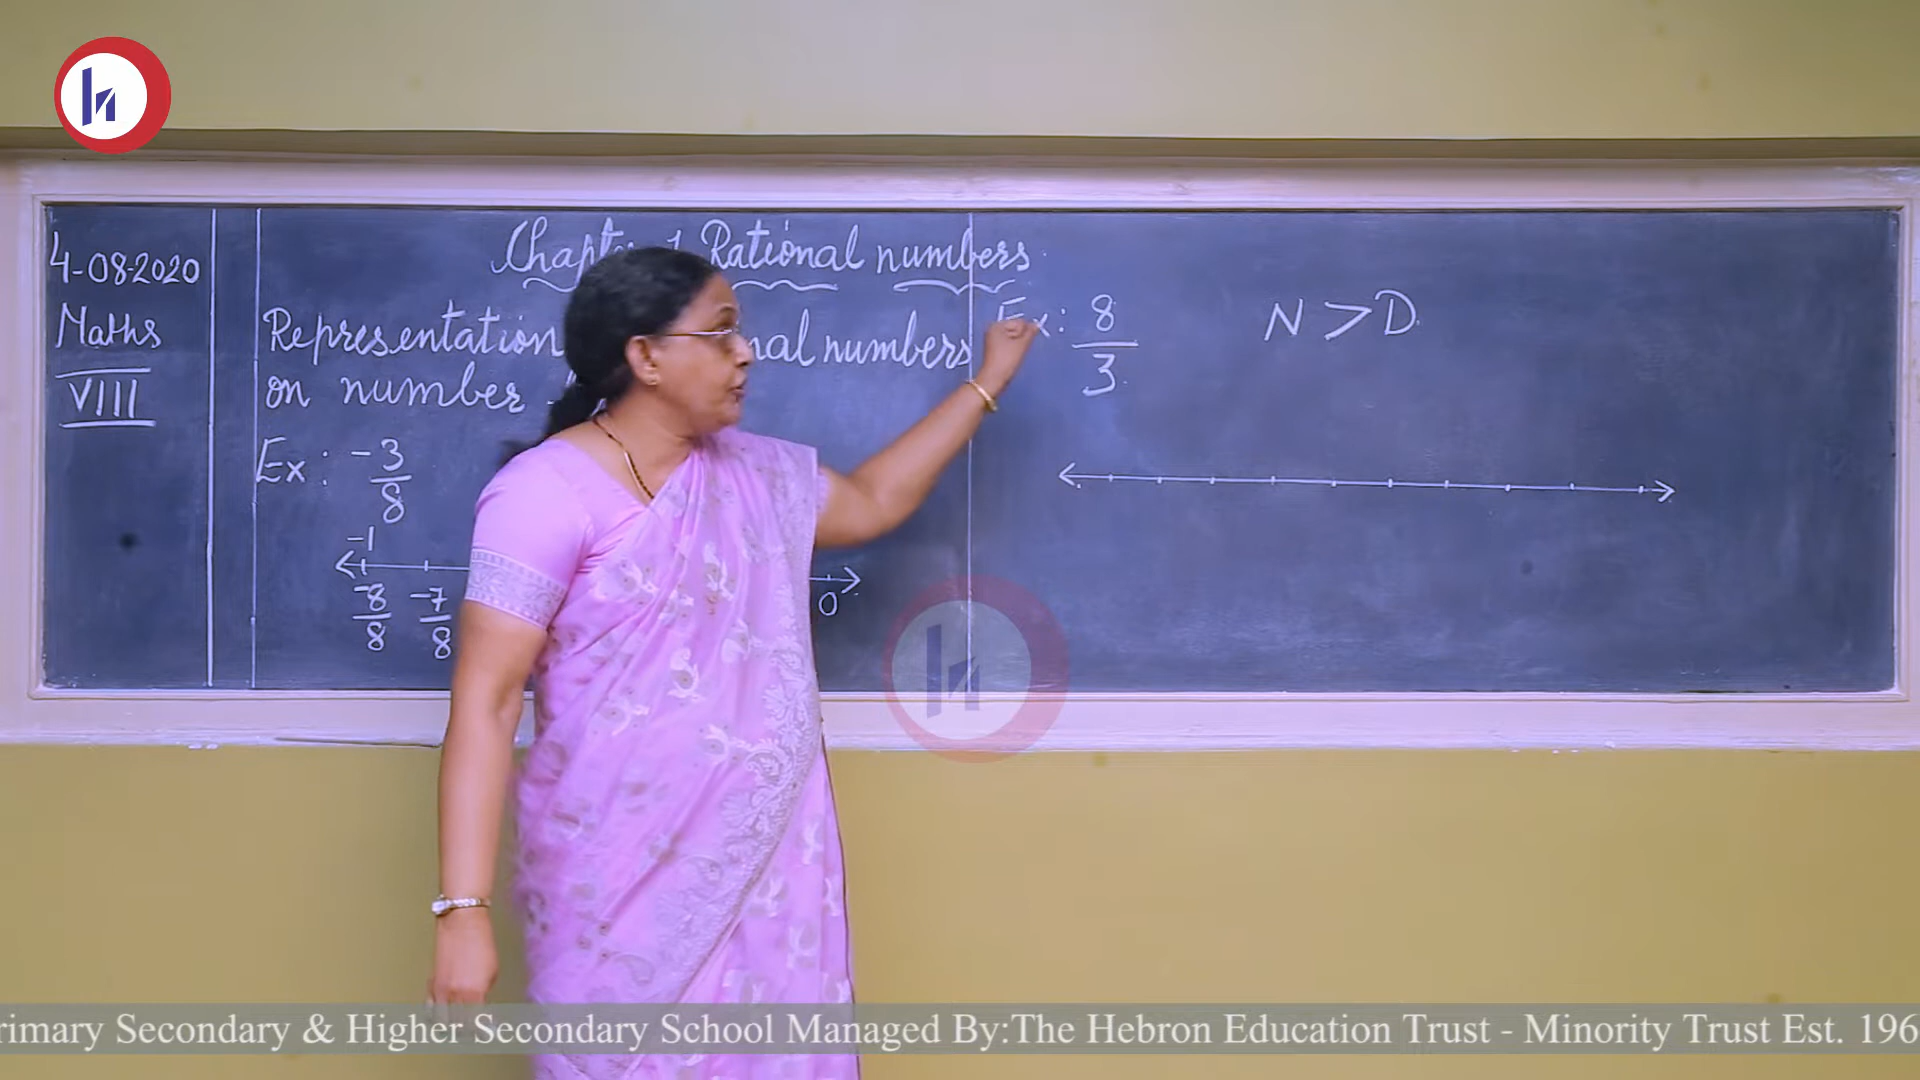 4-08-2020
Maths
VIII
Rational numbers
Representation
numbers
on number
Ex : -3/8
-1
-8/8 -7/8
0
Ex: 8/3
N > D
rimary Secondary & Higher Secondary School Managed By:The Hebron Education Trust - Minority Trust Est. 196